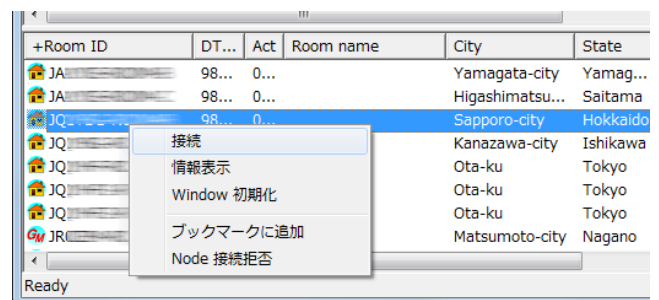 +Room ID DT... Act Room name City State
JA 98... 0... Yamagata-city Yamag...
JA 98... 0... Higashimatsu... Saitama
JQ 98... 0... Sapporo-city Hokkaido
JQ 接続 Kanazawa-city Ishikawa
JQ 情報表示 Ota-ku Tokyo
JQ Window 初期化 Ota-ku Tokyo
JQ Ota-ku Tokyo
JR ブックマークに追加 Matsumoto-city Nagano
Node 接続拒否
Ready